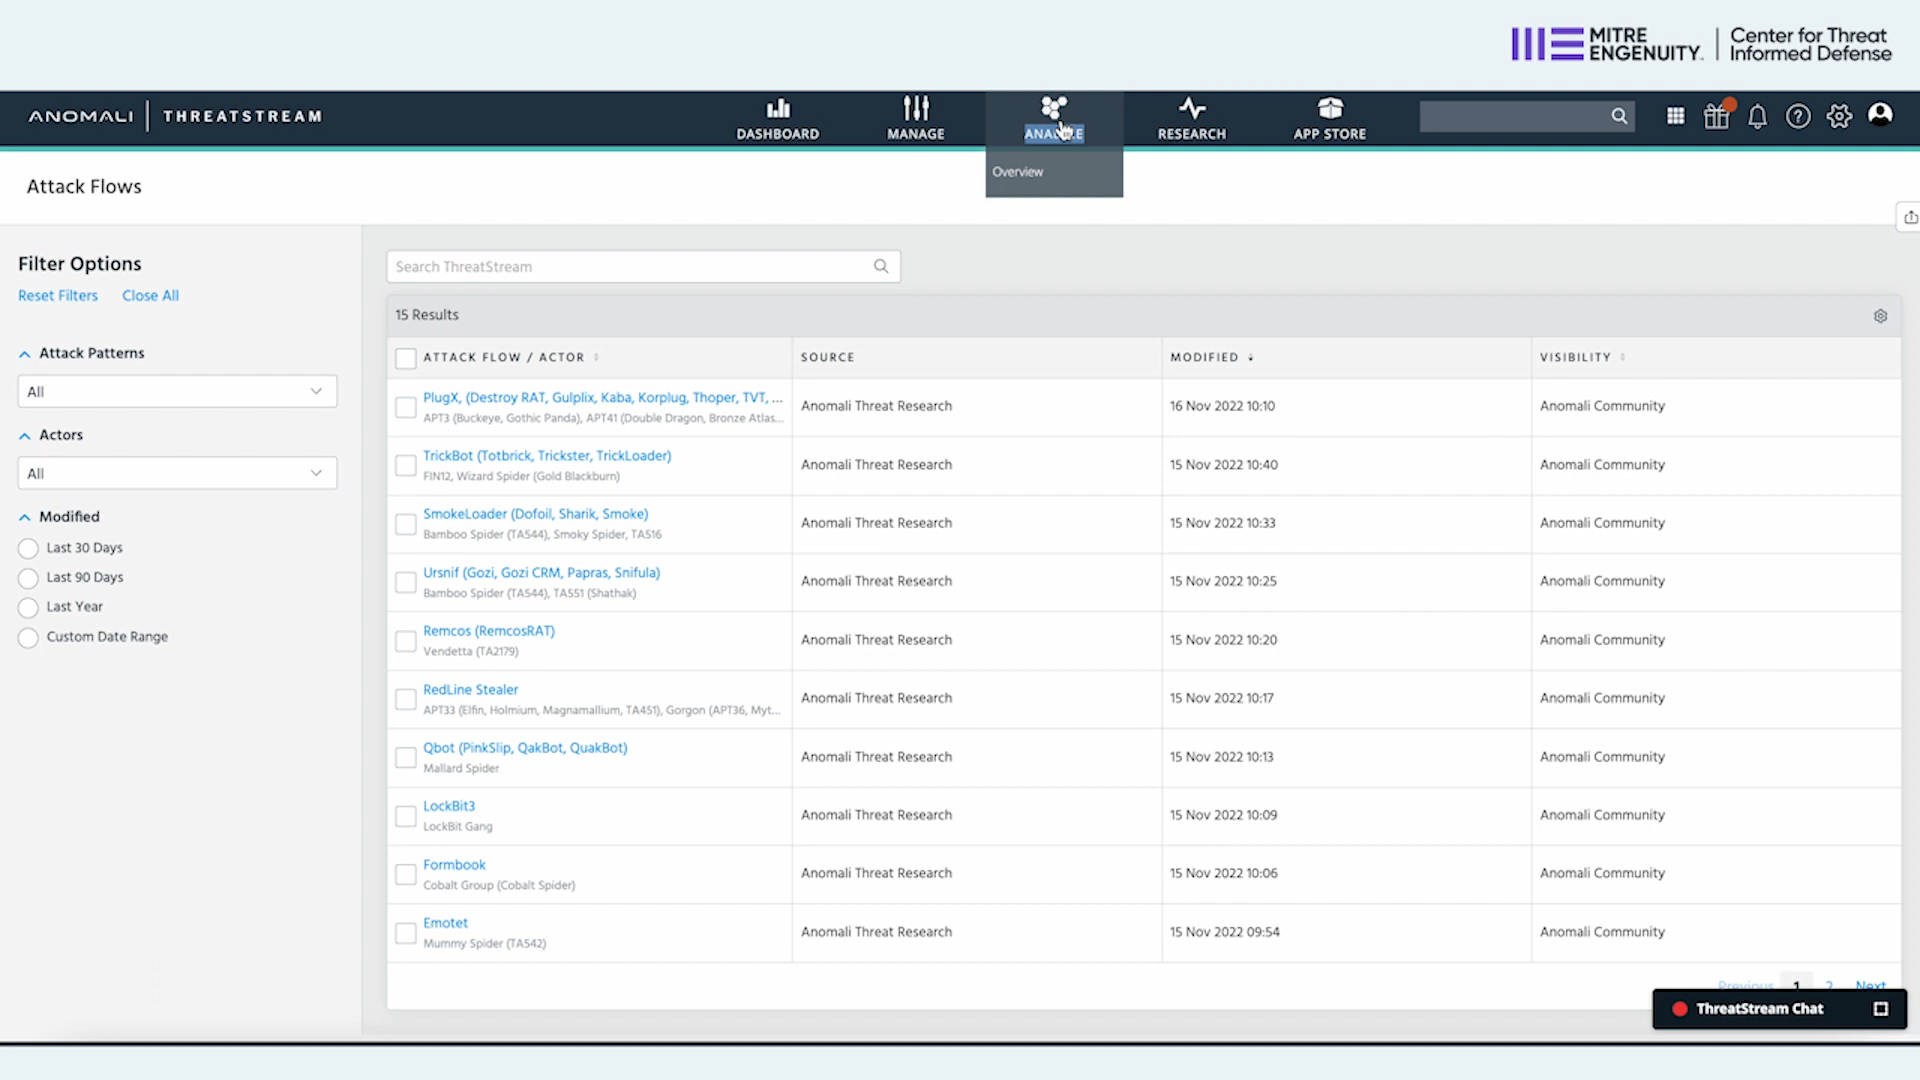 MITRE ENGENUITY. | Center for Threat Informed Defense
ANOMALI | THREATSTREAM
DASHBOARD
MANAGE
ANALYZE
RESEARCH
APP STORE
Overview
Attack Flows
Filter Options
Reset Filters Close All
Attack Patterns
All
Actors
All
Modified
Last 30 Days
Last 90 Days
Last Year
Custom Date Range
Search ThreatStream
15 Results
ATTACK FLOW / ACTOR SOURCE MODIFIED VISIBILITY
PlugX, (Destroy RAT, Gulplix, Kaba, Korplug, Thoper, TVT, ...
APT3 (Buckeye, Gothic Panda), APT41 (Double Dragon, Bronze Atlas...
Anomali Threat Research 16 Nov 2022 10:10 Anomali Community
TrickBot (Totbrick, Trickster, TrickLoader)
FIN12, Wizard Spider (Gold Blackburn)
Anomali Threat Research 15 Nov 2022 10:40 Anomali Community
SmokeLoader (Dofoil, Sharik, Smoke)
Bamboo Spider (TA544), Smoky Spider, TA516
Anomali Threat Research 15 Nov 2022 10:33 Anomali Community
Ursnif (Gozi, Gozi CRM, Papras, Snifula)
Bamboo Spider (TA544), TA551 (Shathak)
Anomali Threat Research 15 Nov 2022 10:25 Anomali Community
Remcos (RemcosRAT)
Vendetta (TA2179)
Anomali Threat Research 15 Nov 2022 10:20 Anomali Community
RedLine Stealer
APT33 (Elfin, Holmium, Magnamallium, TA451), Gorgon (APT36, Myt...
Anomali Threat Research 15 Nov 2022 10:17 Anomali Community
Qbot (PinkSlip, QakBot, QuakBot)
Mallard Spider
Anomali Threat Research 15 Nov 2022 10:13 Anomali Community
LockBit3
LockBit Gang
Anomali Threat Research 15 Nov 2022 10:09 Anomali Community
Formbook
Cobalt Group (Cobalt Spider)
Anomali Threat Research 15 Nov 2022 10:06 Anomali Community
Emotet
Mummy Spider (TA542)
Anomali Threat Research 15 Nov 2022 09:54 Anomali Community
Previous 1 2 Next
ThreatStream Chat